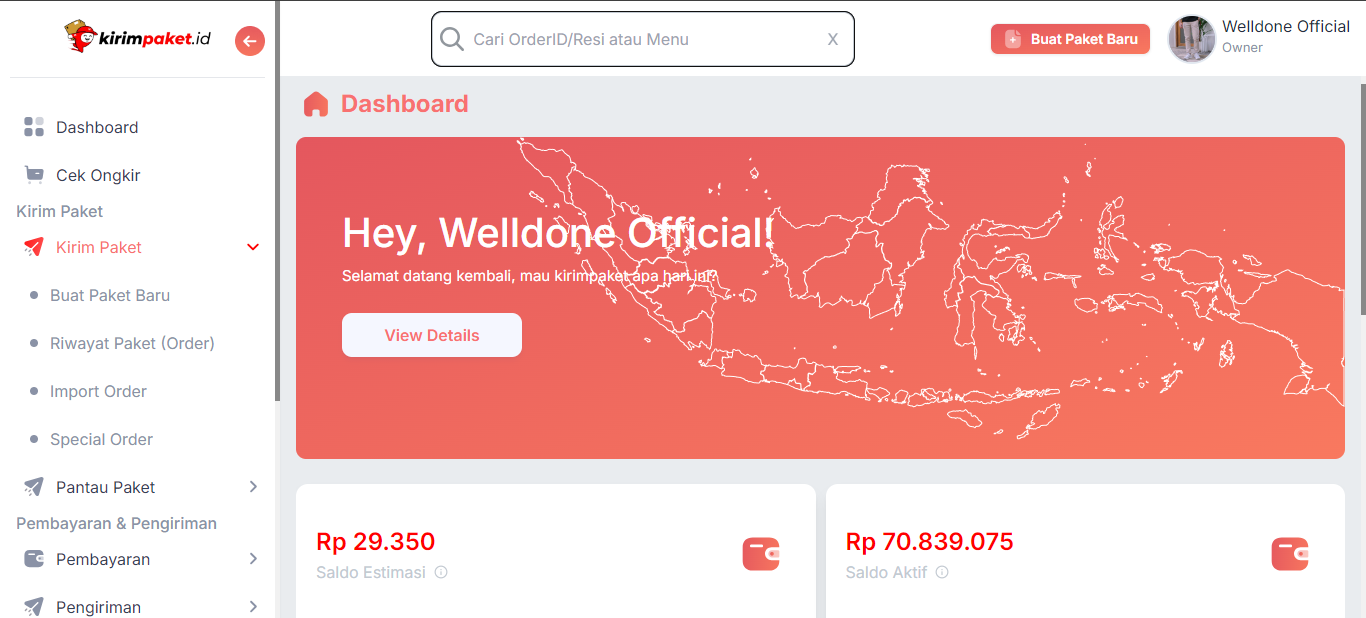 kirimpaket.id
Cari OrderID/Resi atau Menu
X
Buat Paket Baru
Welldone Official
Owner
Dashboard
Cek Ongkir
Kirim Paket
Kirim Paket
Buat Paket Baru
Riwayat Paket (Order)
Import Order
Special Order
Pantau Paket
Pembayaran & Pengiriman
Pembayaran
Pengiriman
Dashboard
Hey, Welldone Official!
Selamat datang kembali, mau kirimpaket apa hari ini?
View Details
Rp 29.350
Saldo Estimasi
Rp 70.839.075
Saldo Aktif